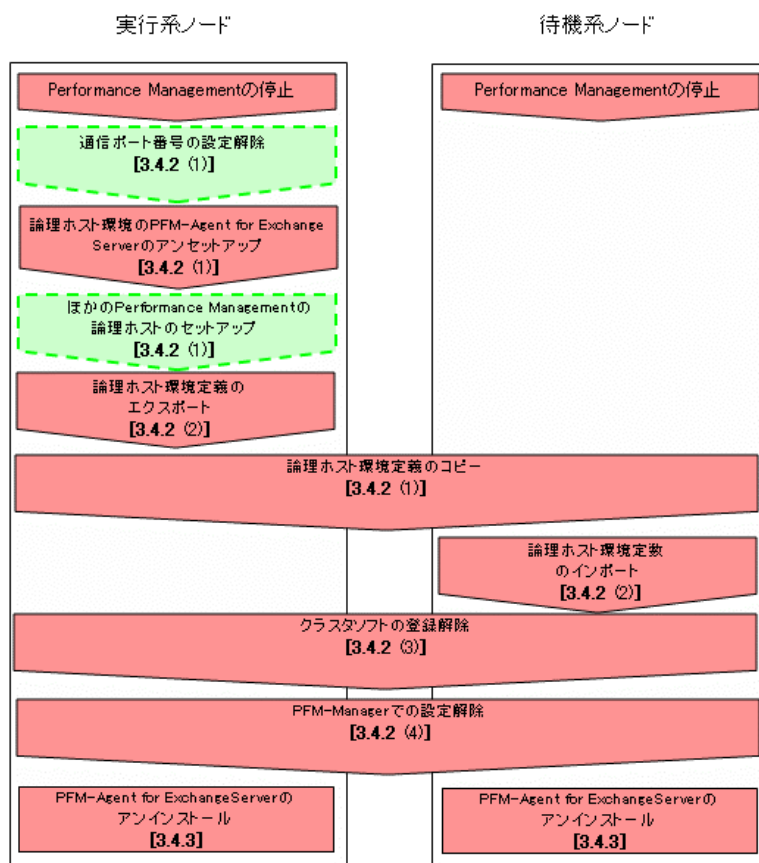 実行系ノード
待機系ノード
Performance Managementの停止
Performance Managementの停止
通信ポート番号の設定解除
[3.4.2 (1)]
論理ホスト環境のPFM-Agent for Exchange
Serverのアンセットアップ
[3.4.2 (1)]
ほかのPerformance Managementの
論理ホストのセットアップ
[3.4.2 (1)]
論理ホスト環境定義の
エクスポート
[3.4.2 (2)]
論理ホスト環境定義のコピー
[3.4.2 (1)]
論理ホスト環境定数
のインポート
[3.4.2 (2)]
クラスタソフトの登録解除
[3.4.2 (3)]
PFM-Managerでの設定解除
[3.4.2 (4)]
PFM-Agent for ExchangeServerの
アンインストール
[3.4.3]
PFM-Agent for ExchangeServerの
アンインストール
[3.4.3]